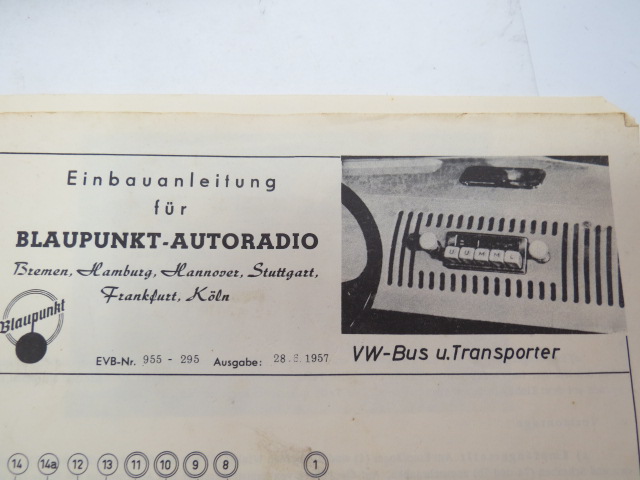 Einbauanleitung
für
BLAUPUNKT-AUTORADIO
Bremen, Hamburg, Hannover, Stuttgart,
Frankfurt, Köln
Blaupunkt
EVB-Nr. 955 - 295 Ausgabe: 28. 1957
VW-Bus u. Transporter
14 14a 12 13 11 10 9 8 1